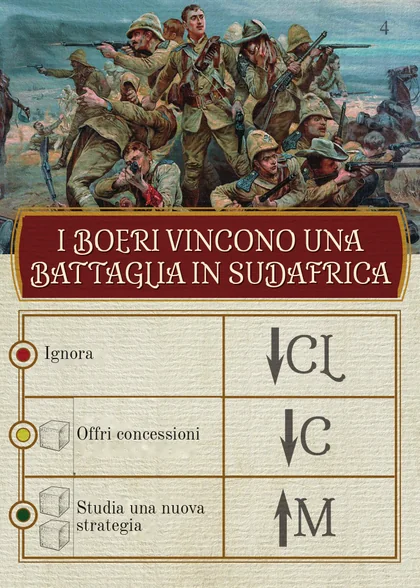 4
I BOERI VINCONO UNA
BATTAGLIA IN SUDAFRICA
Ignora
CL
Offri concessioni
C
Studia una nuova
strategia
M